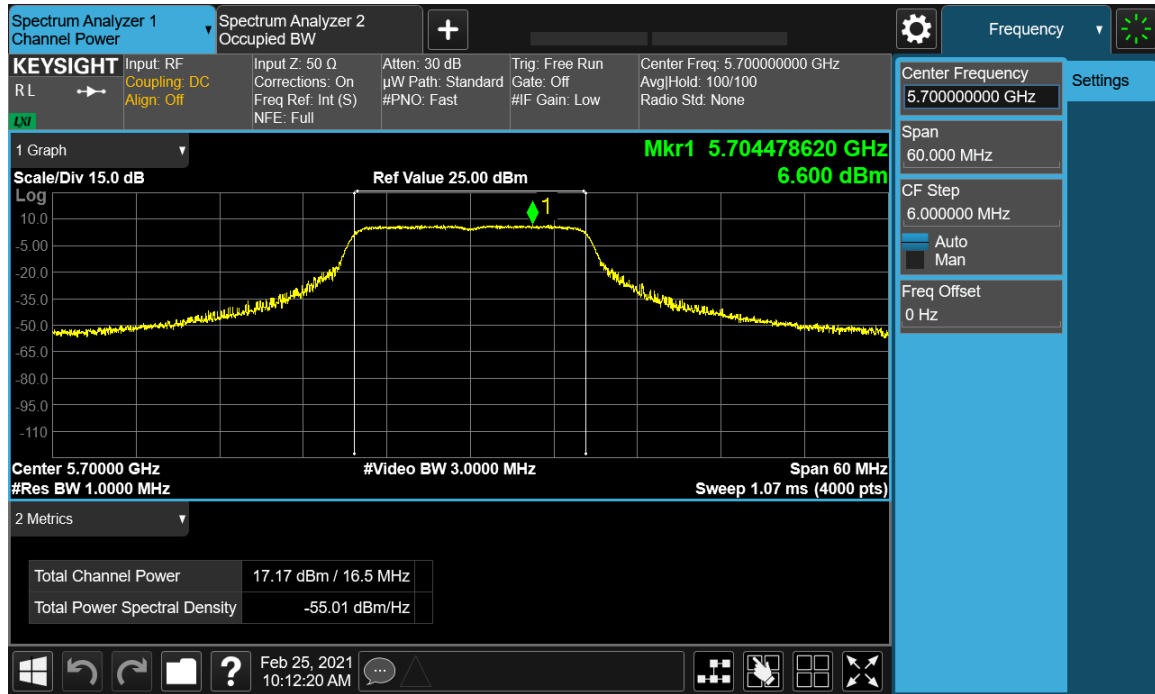 Spectrum Analyzer 1
Channel Power
Spectrum Analyzer 2
Occupied BW
+
Frequency
KEYSIGHT
RL
LXI
Input: RF
Coupling: DC
Align: Off
Input Z: 50 Ω
Corrections: On
Freq Ref: Int (S)
NFE: Full
Atten: 30 dB
µW Path: Standard
#PNO: Fast
Trig: Free Run
Gate: Off
#IF Gain: Low
Center Freq: 5.700000000 GHz
Avg|Hold: 100/100
Radio Std: None
Center Frequency
5.700000000 GHz
Settings
Span
60.000 MHz
CF Step
6.000000 MHz
Auto
Man
Freq Offset
0 Hz
1 Graph
Mkr1 5.704478620 GHz
6.600 dBm
Scale/Div 15.0 dB
Ref Value 25.00 dBm
Log
1
10.0
-5.00
-20.0
-35.0
-50.0
-65.0
-80.0
-95.0
-110
Center 5.70000 GHz
#Video BW 3.0000 MHz
Span 60 MHz
#Res BW 1.0000 MHz
Sweep 1.07 ms (4000 pts)
2 Metrics
Total Channel Power 17.17 dBm / 16.5 MHz
Total Power Spectral Density -55.01 dBm/Hz
?
Feb 25, 2021
10:12:20 AM